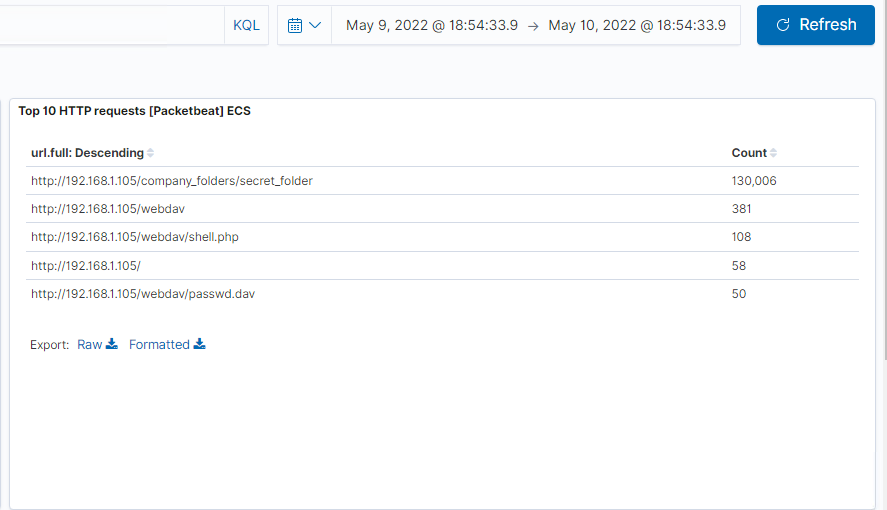 KQL May 9, 2022 @ 18:54:33.9 → May 10, 2022 @ 18:54:33.9 Refresh
Top 10 HTTP requests [Packetbeat] ECS
url.full: Descending Count
http://192.168.1.105/company_folders/secret_folder 130,006
http://192.168.1.105/webdav 381
http://192.168.1.105/webdav/shell.php 108
http://192.168.1.105/ 58
http://192.168.1.105/webdav/passwd.dav 50
Export: Raw Formatted